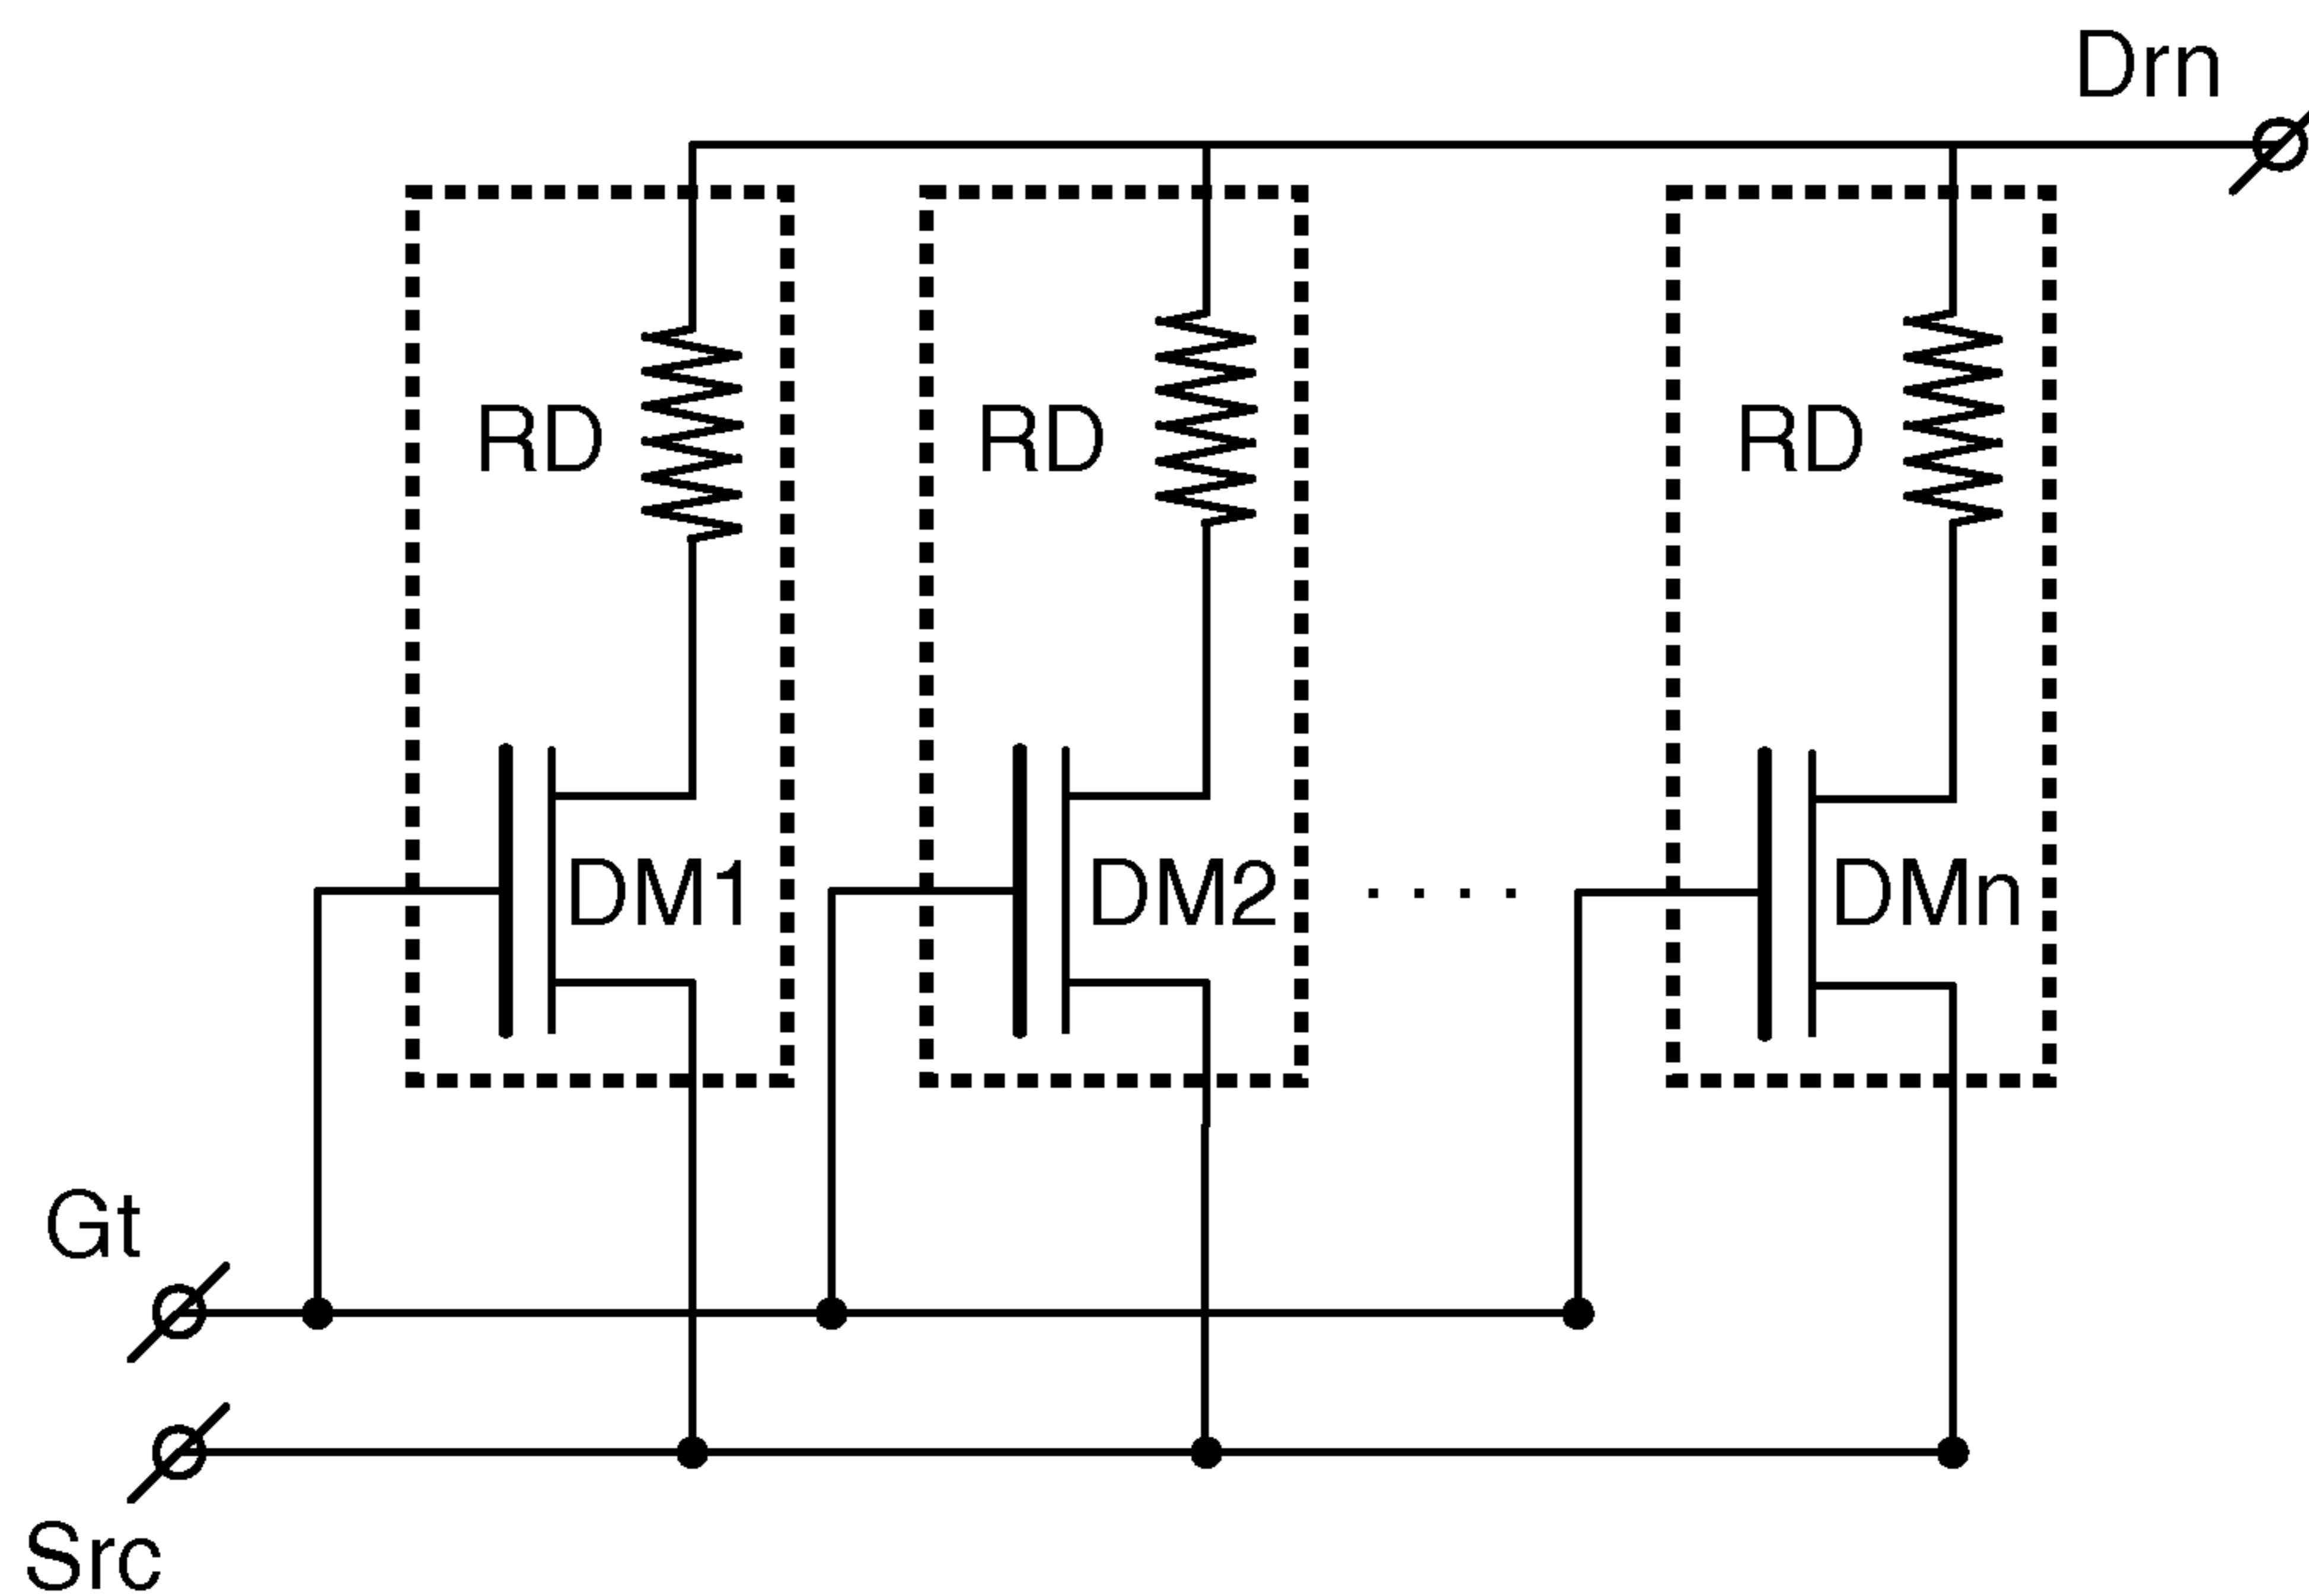 Drn
RD RD RD
DM1 DM2 . . . . DMn
Gt
Src